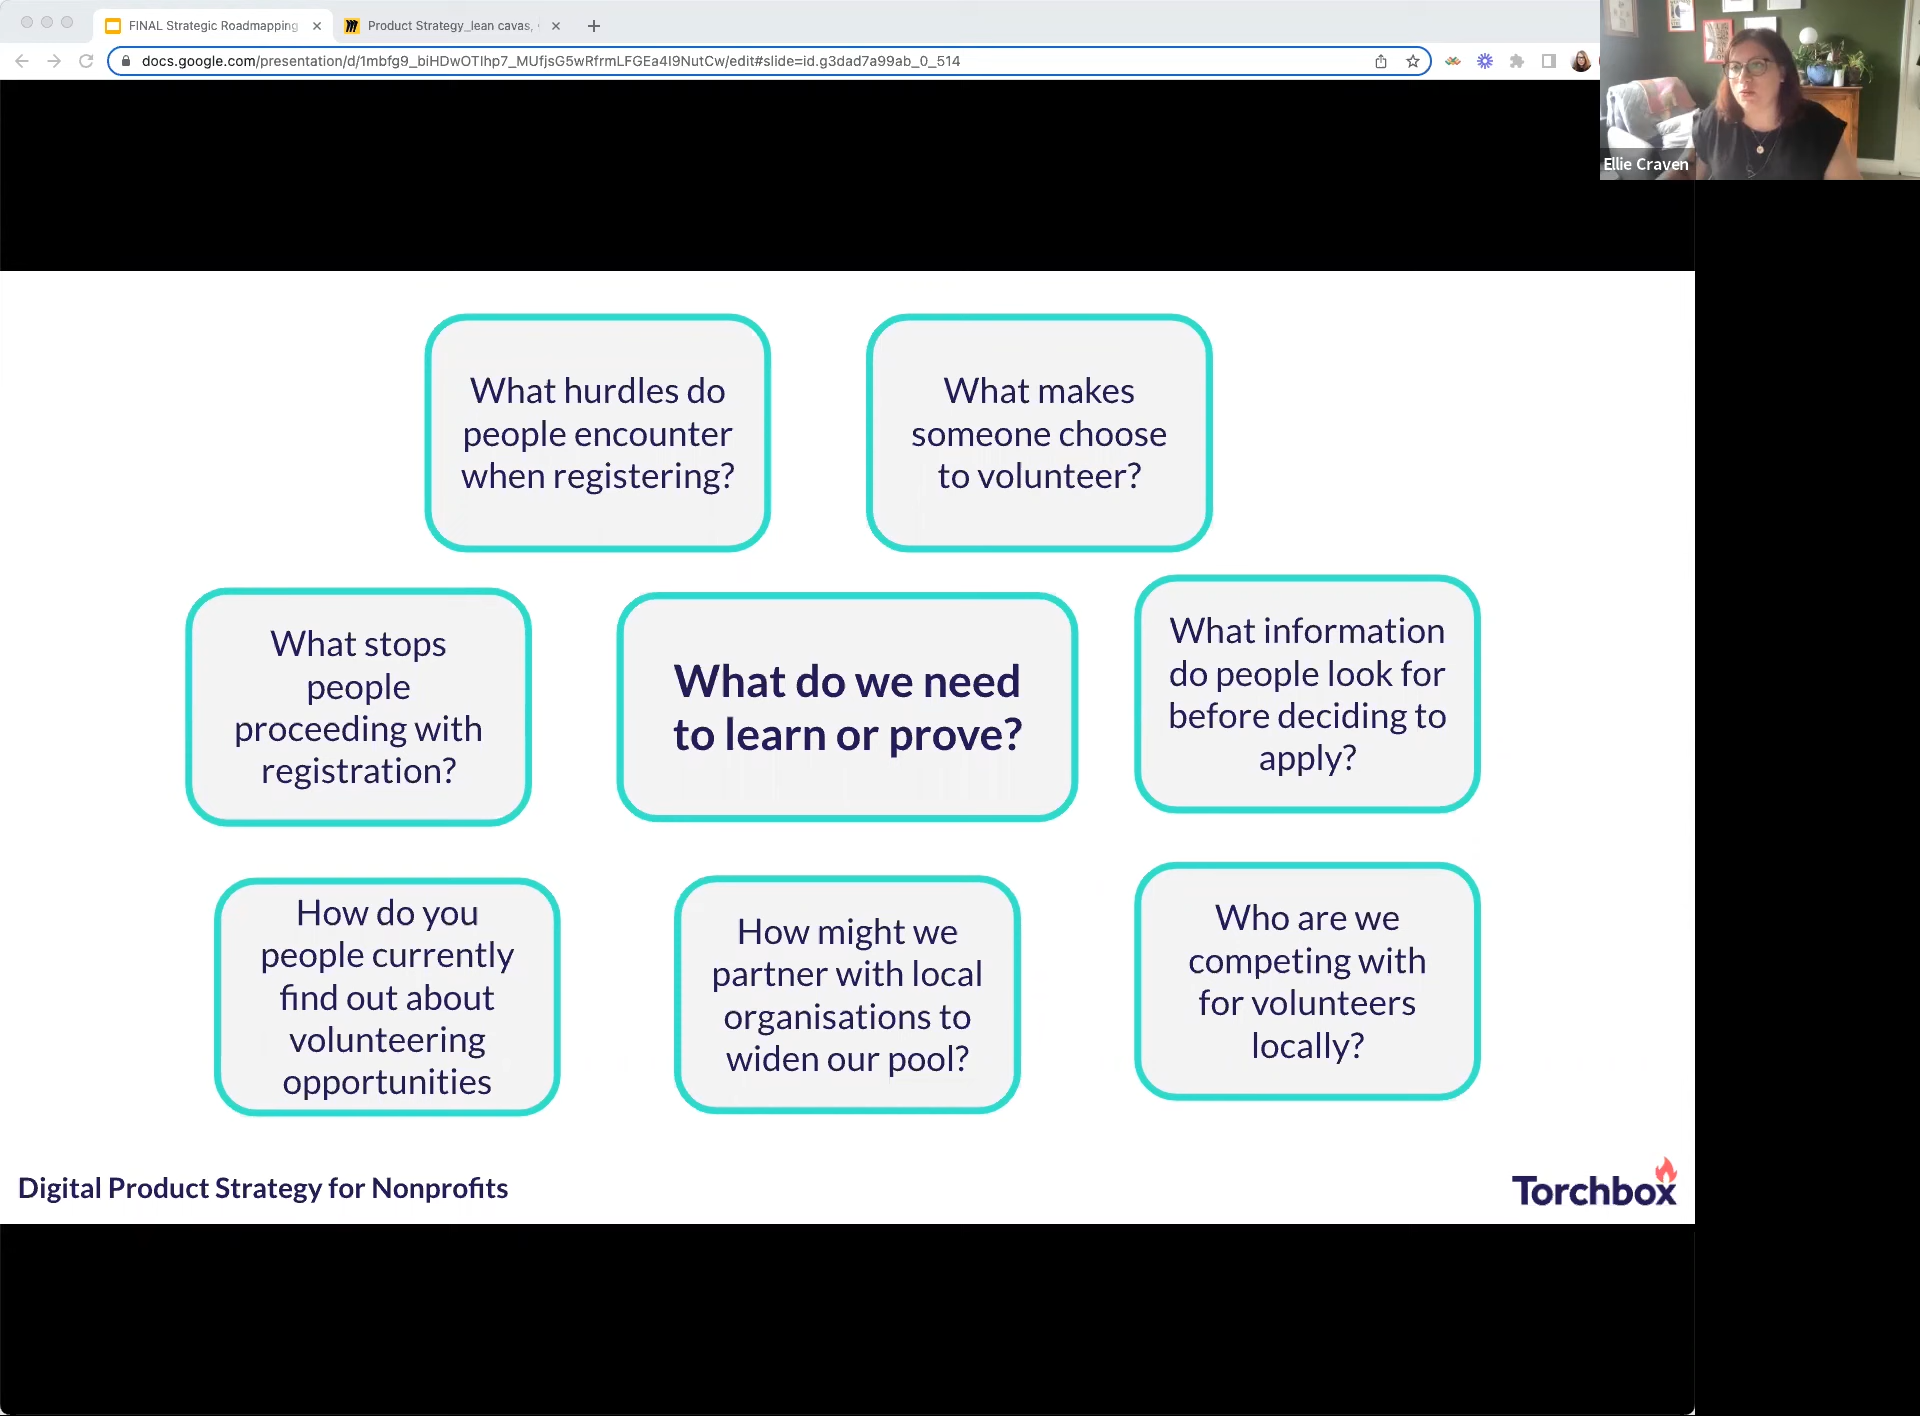 FINAL Strategic Roadmapping
Product Strategy_lean cavas,
docs.google.com/presentation/d/1mbfg9_biHDwOTIhp7_MUfjsG5wRfrmLFGEa4I9NutCw/edit#slide=id.g3dad7a99ab_0_514
Ellie Craven
What hurdles do
people encounter
when registering?
What makes
someone choose
to volunteer?
What stops
people
proceeding with
registration?
What do we need
to learn or prove?
What information
do people look for
before deciding to
apply?
How do you
people currently
find out about
volunteering
opportunities
How might we
partner with local
organisations to
widen our pool?
Who are we
competing with
for volunteers
locally?
Digital Product Strategy for Nonprofits
Torchbox